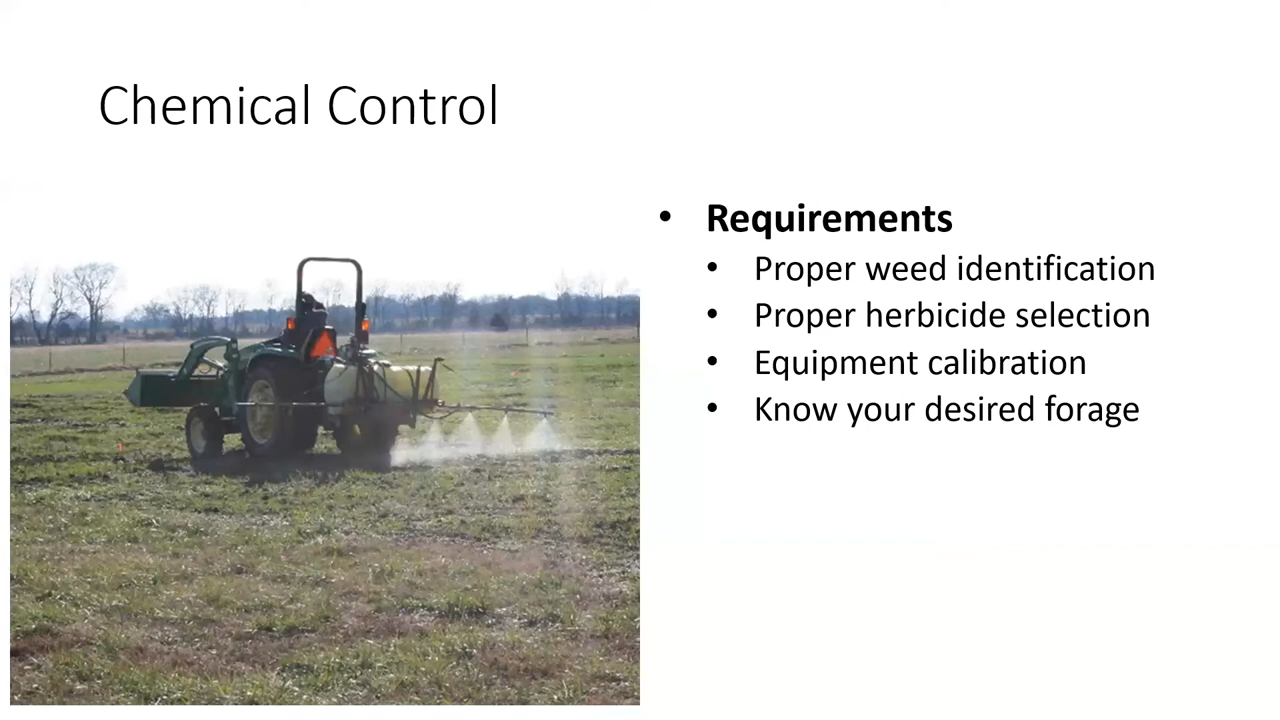 Chemical Control
• Requirements
• Proper weed identification
• Proper herbicide selection
• Equipment calibration
• Know your desired forage